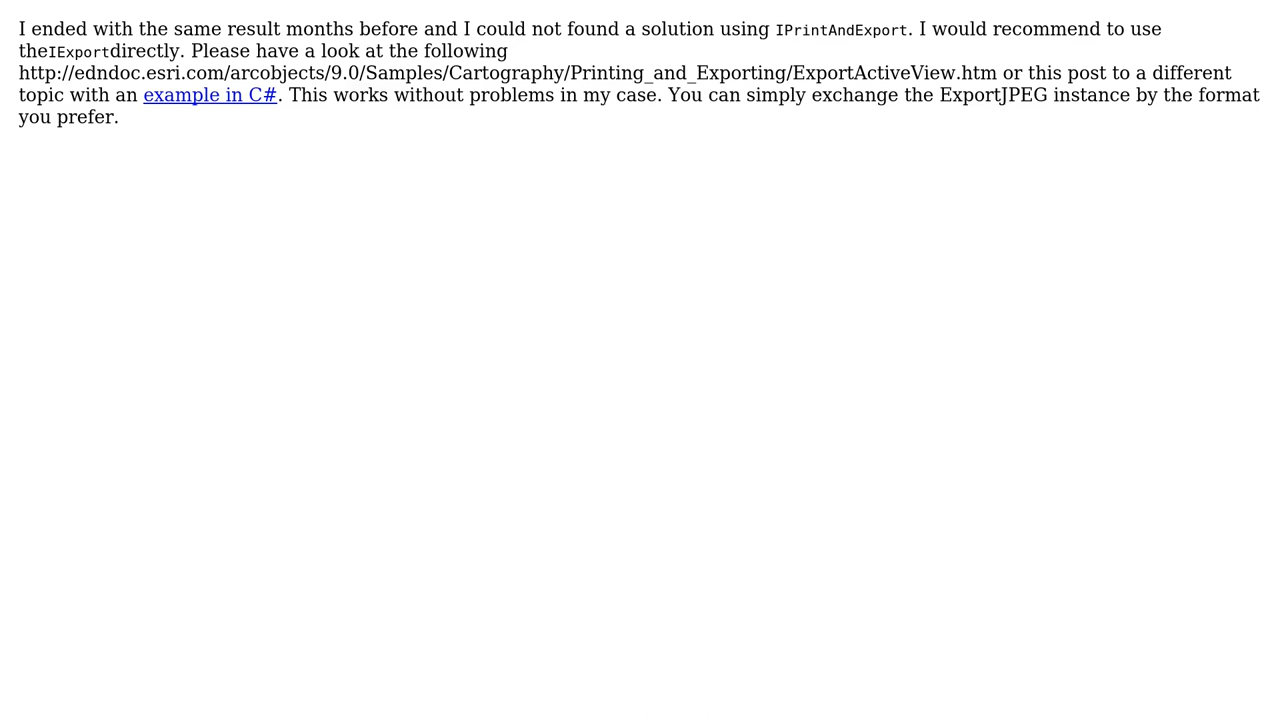 I ended with the same result months before and I could not found a solution using IPrintAndExport. I would recommend to use
theIExportdirectly. Please have a look at the following
http://edndoc.esri.com/arcobjects/9.0/Samples/Cartography/Printing_and_Exporting/ExportActiveView.htm or this post to a different
topic with an example in C#. This works without problems in my case. You can simply exchange the ExportJPEG instance by the format
you prefer.